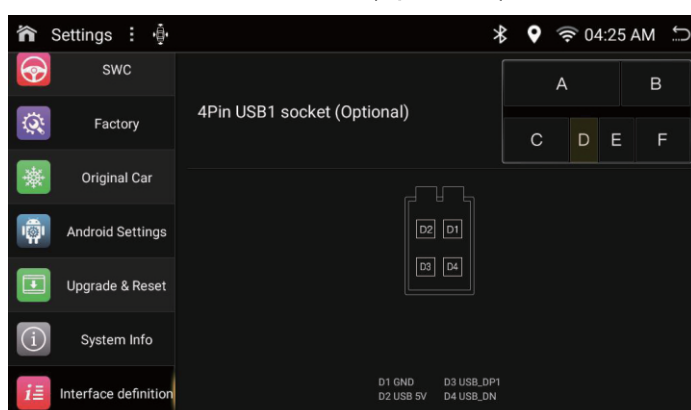 Settings
04:25 AM
SWC
Factory
Original Car
Android Settings
Upgrade & Reset
System Info
Interface definition
4Pin USB1 socket (Optional)
A B
C D E F
D2 D1
D3 D4
D1 GND D3 USB_DP1
D2 USB 5V D4 USB_DN